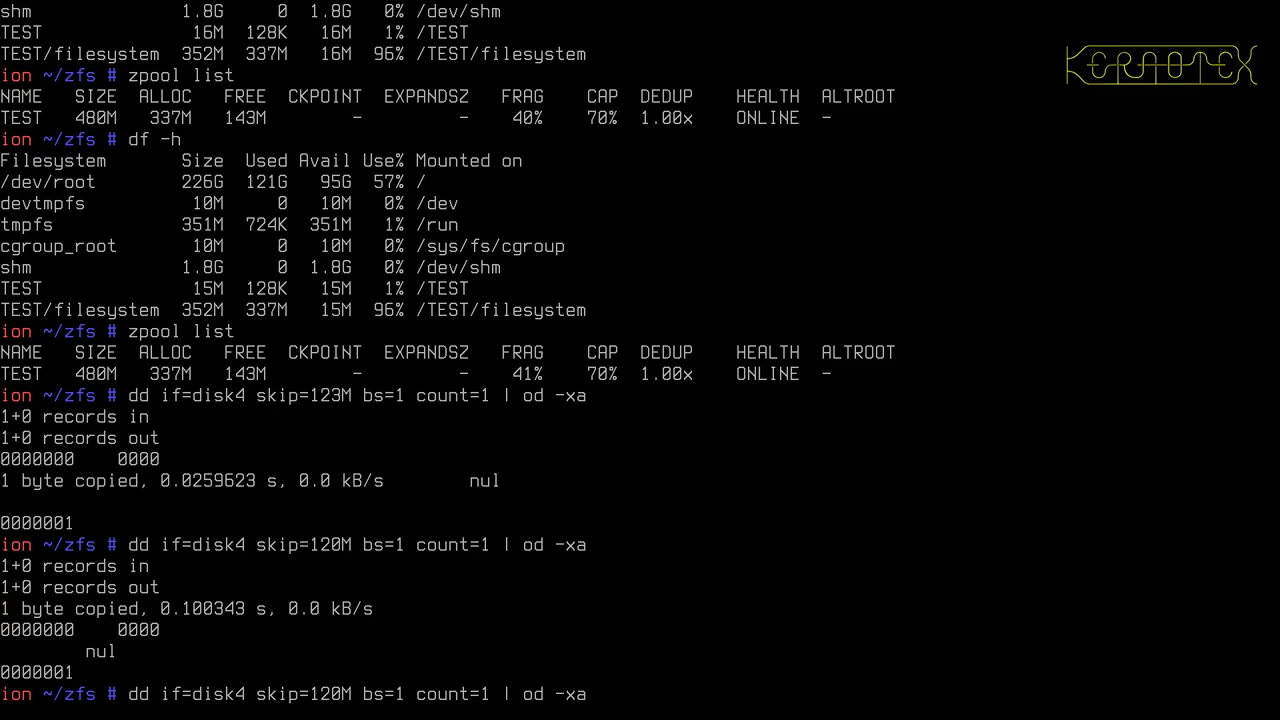 shm                 1.8G     0  1.8G   0% /dev/shm
TEST                 16M  128K   16M   1% /TEST
TEST/filesystem  352M  337M   16M  96% /TEST/filesystem
KERAOTEX
ion ~/zfs # zpool list
NAME   SIZE  ALLOC   FREE  CKPOINT  EXPANDSZ   FRAG    CAP  DEDUP    HEALTH  ALTROOT
TEST   480M   337M   143M        -         -    40%    70%  1.00x    ONLINE  -
ion ~/zfs # df -h
Filesystem       Size  Used Avail Use% Mounted on
/dev/root        226G  121G   95G  57% /
devtmpfs          10M     0   10M   0% /dev
tmpfs            351M  724K  351M   1% /run
cgroup_root       10M     0   10M   0% /sys/fs/cgroup
shm              1.8G     0  1.8G   0% /dev/shm
TEST              15M  128K   15M   1% /TEST
TEST/filesystem  352M  337M   15M  96% /TEST/filesystem
ion ~/zfs # zpool list
NAME   SIZE  ALLOC   FREE  CKPOINT  EXPANDSZ   FRAG    CAP  DEDUP    HEALTH  ALTROOT
TEST   480M   337M   143M        -         -    41%    70%  1.00x    ONLINE  -
ion ~/zfs # dd if=disk4 skip=123M bs=1 count=1 | od -xa
1+0 records in
1+0 records out
0000000    0000
1 byte copied, 0.0259623 s, 0.0 kB/s        nul
0000001
ion ~/zfs # dd if=disk4 skip=120M bs=1 count=1 | od -xa
1+0 records in
1+0 records out
1 byte copied, 0.100343 s, 0.0 kB/s
0000000    0000
        nul
0000001
ion ~/zfs # dd if=disk4 skip=120M bs=1 count=1 | od -xa